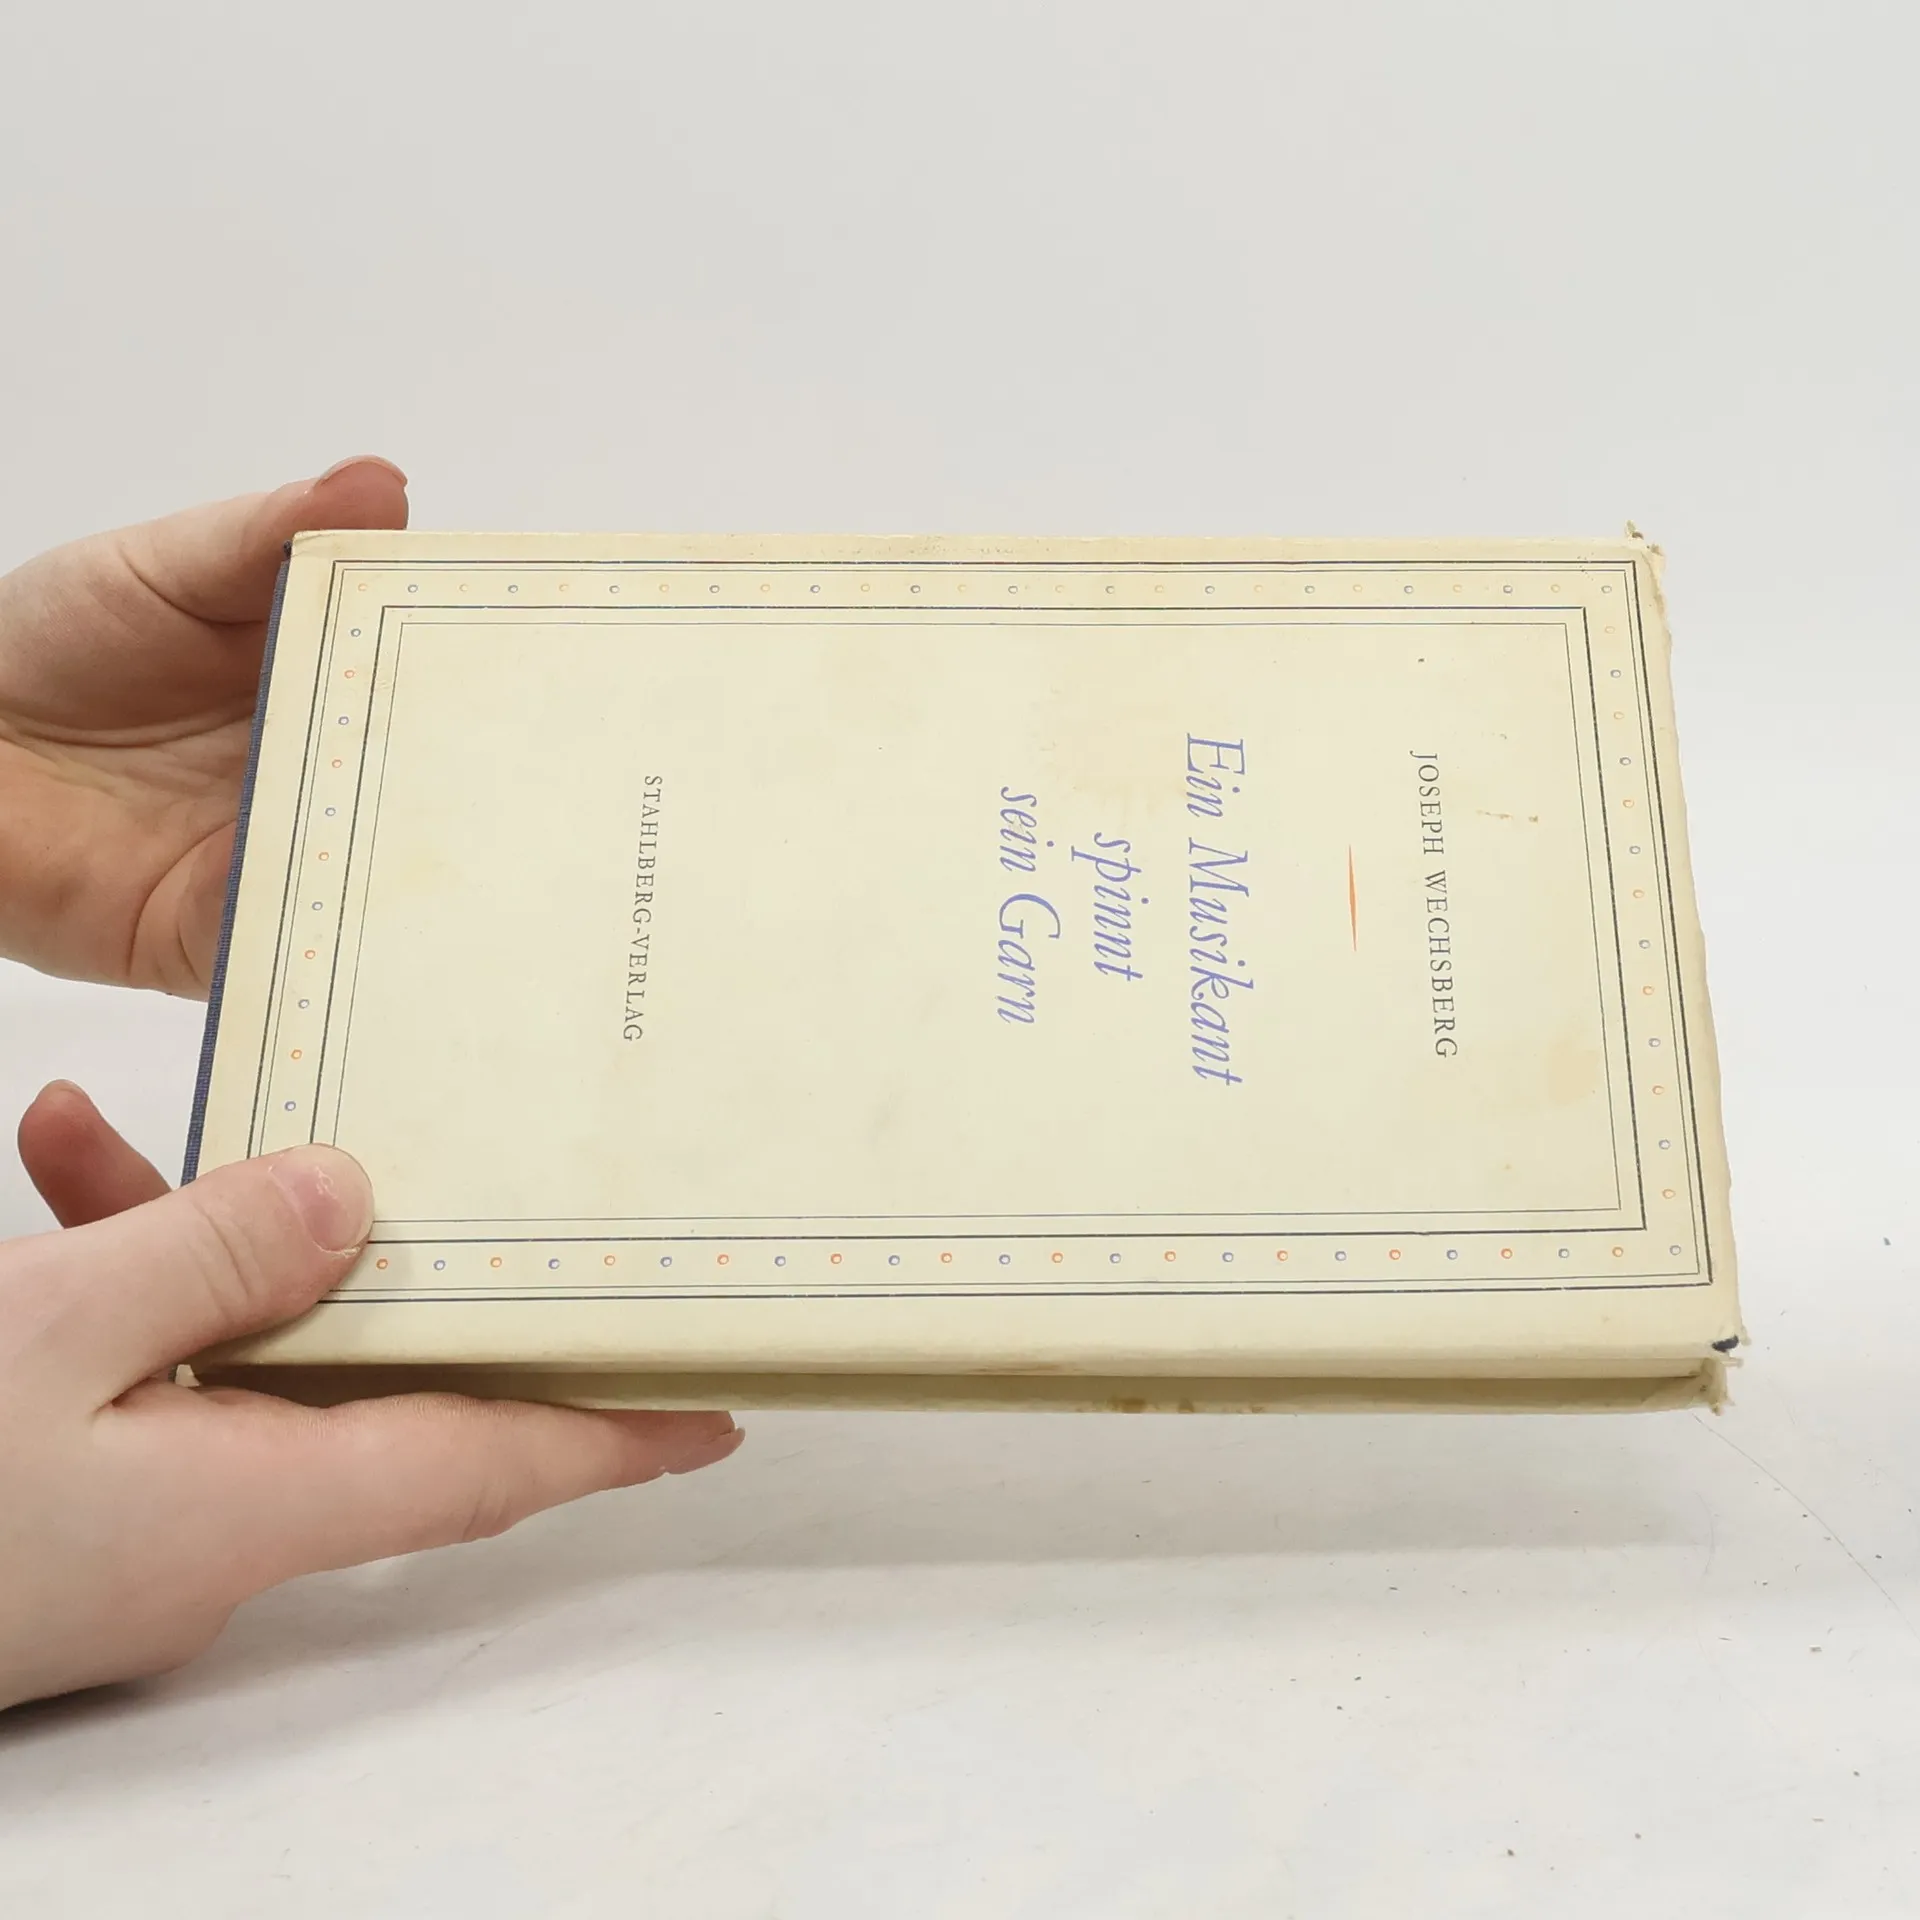 JOSEPH WECHSBERG
Ein Musikant
spinnt
sein Garn
STAHLBERG-VERLAG